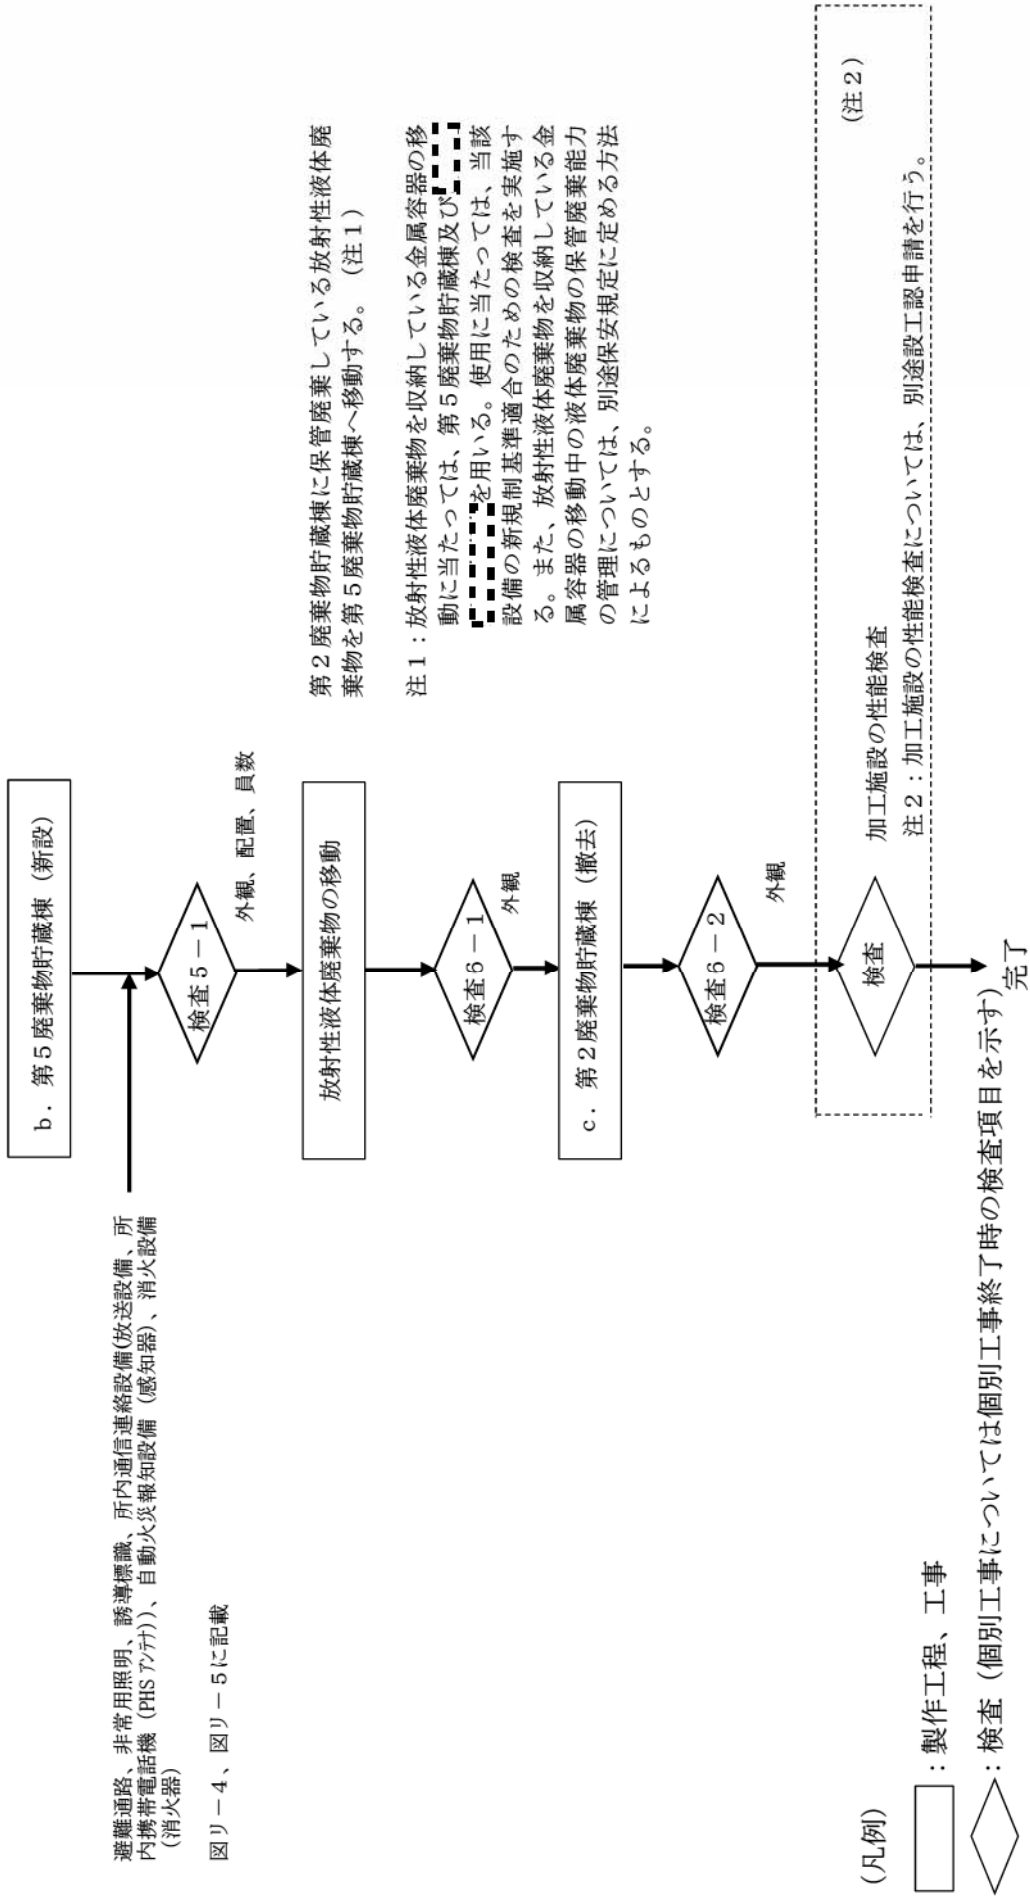 b．第5廃棄物貯蔵棟（新設）
避難通路、非常用照明、誘導標識、所内通信連絡設備(放送設備、所
内携帯電話機（PHS アンテナ))、自動火災報知設備（感知器）、消火設備
（消火器）
図リ－4、図リ－5に記載
検査5－1
外観、配置、員数
放射性液体廃棄物の移動
第2廃棄物貯蔵棟に保管廃棄している放射性液体廃
棄物を第5廃棄物貯蔵棟へ移動する。（注1）
検査6－1
外観
注1：放射性液体廃棄物を収納している金属容器の移
動に当たっては、第5廃棄物貯蔵棟及び
を用いる。使用に当たっては、当該
設備の新規制基準適合のための検査を実施す
る。また、放射性液体廃棄物を収納している金
属容器の移動中の液体廃棄物の保管廃棄能力
の管理については、別途保安規定に定める方法
によるものとする。
c．第2廃棄物貯蔵棟（撤去）
検査6－2
外観
検査
加工施設の性能検査
（注2）
注2：加工施設の性能検査については、別途設工認申請を行う。
完了
（凡例）
：製作工程、工事
：検査（個別工事については個別工事終了時の検査項目を示す）